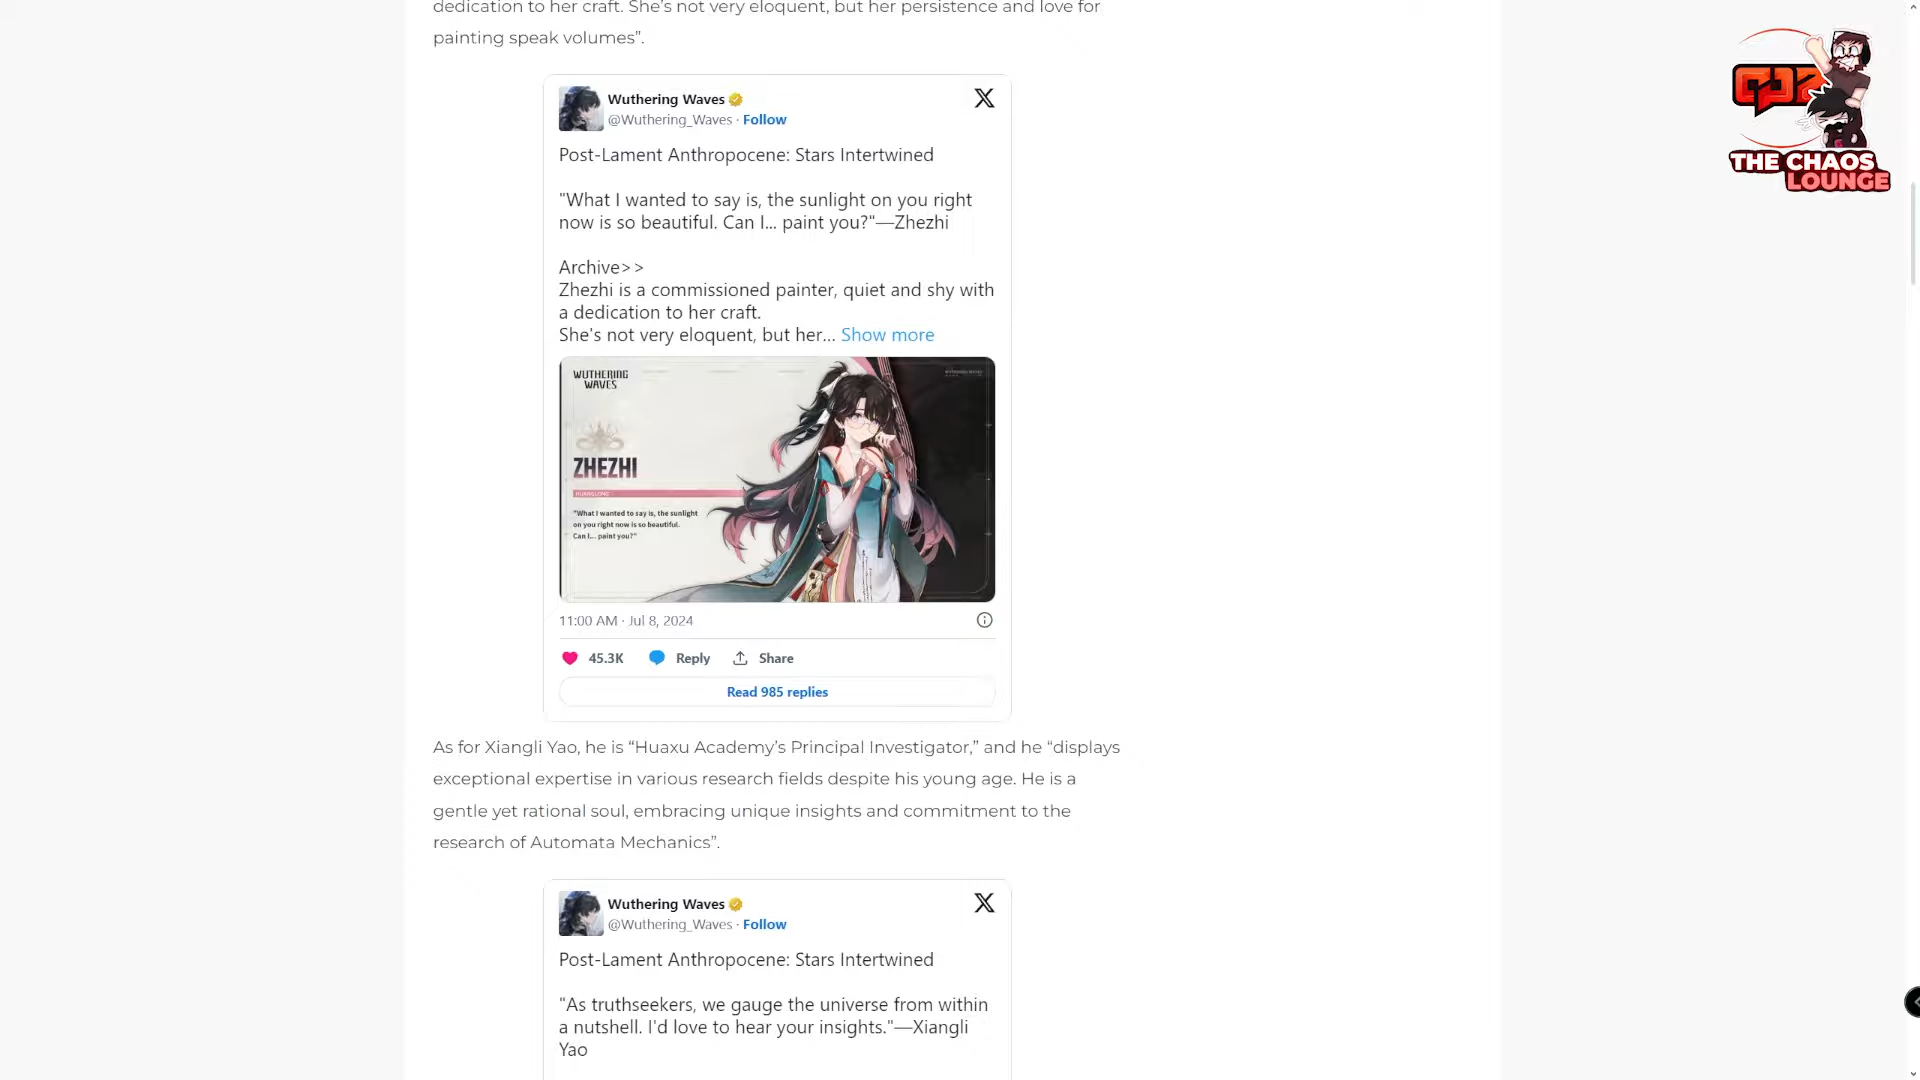 dedication to her craft. She's not very eloquent, but her persistence and love for
painting speak volumes”.
THE CHAOS
LOUNGE
Wuthering Waves
@Wuthering_Waves · Follow
Post-Lament Anthropocene: Stars Intertwined
"What I wanted to say is, the sunlight on you right
now is so beautiful. Can I... paint you?"—Zhezhi
Archive>>
Zhezhi is a commissioned painter, quiet and shy with
a dedication to her craft.
She's not very eloquent, but her... Show more
WUTHERING
WAVES
ZHEZHI
HUANGLONG
"What I wanted to say is, the sunlight
on you right now is so beautiful.
Can I... paint you?"
11:00 AM · Jul 8, 2024
45.3K Reply Share
Read 985 replies
As for Xiangli Yao, he is “Huaxu Academy’s Principal Investigator,” and he “displays
exceptional expertise in various research fields despite his young age. He is a
gentle yet rational soul, embracing unique insights and commitment to the
research of Automata Mechanics”.
Wuthering Waves
@Wuthering_Waves · Follow
Post-Lament Anthropocene: Stars Intertwined
"As truthseekers, we gauge the universe from within
a nutshell. I'd love to hear your insights."—Xiangli
Yao